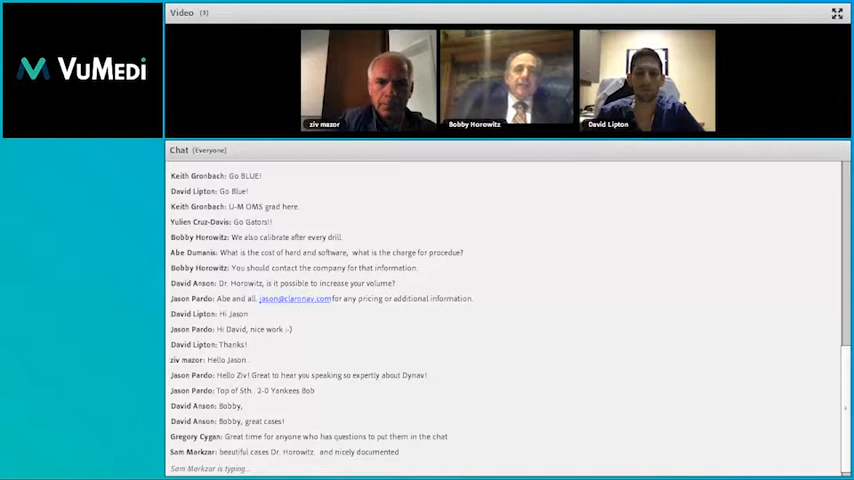 VuMedi
Video (3)
ziv mazor
Bobby Horowitz
David Lipton
Chat (Everyone)
Keith Gronbach: Go BLUE!
David Lipton: Go Blue!
Keith Gronbach: U-M OMS grad here.
Yulien Cruz-Davis: Go Gators!!
Bobby Horowitz: We also calibrate after every drill.
Abe Dumanis: What is the cost of hard and software, what is the charge for procedue?
Bobby Horowitz: You should contact the company for that information.
David Anson: Dr. Horowitz, is it possible to increase your volume?
Jason Pardo: Abe and all, jason@claronav.com for any pricing or additional information.
David Lipton: Hi Jason
Jason Pardo: Hi David, nice work :-)
David Lipton: Thanks!
ziv mazor: Hello Jason..
Jason Pardo: Hello Ziv! Great to hear you speaking so expertly about Dynav!
Jason Pardo: Top of 5th.. 2-0 Yankees Bob
David Anson: Bobby,
David Anson: Bobby, great cases!
Gregory Cygan: Great time for anyone who has questions to put them in the chat
Sam Markzar: beautiful cases Dr. Horowitz, and nicely documented
Sam Markzar is typing...